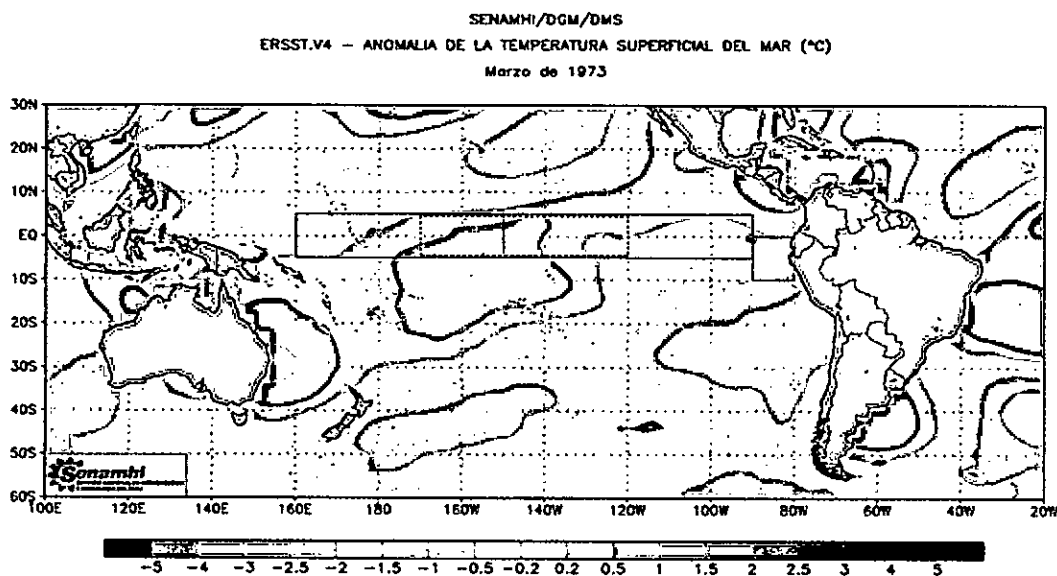 SENAMHI/DGM/DMS
ERSST.V4 – ANOMALIA DE LA TEMPERATURA SUPERFICIAL DEL MAR (ºC)
Marzo de 1973
30N
20N
10N
EQ
10S
20S
30S
40S
50S
60S
Senamhi
100E 120E 140E 160E 180 160W 140W 120W 100W 80W 60W 40W 20W
-5 -4 -3 -2.5 -2 -1 -0.5 -0.2 0.2 0.5 1 1.5 2 2.5 3 4 5